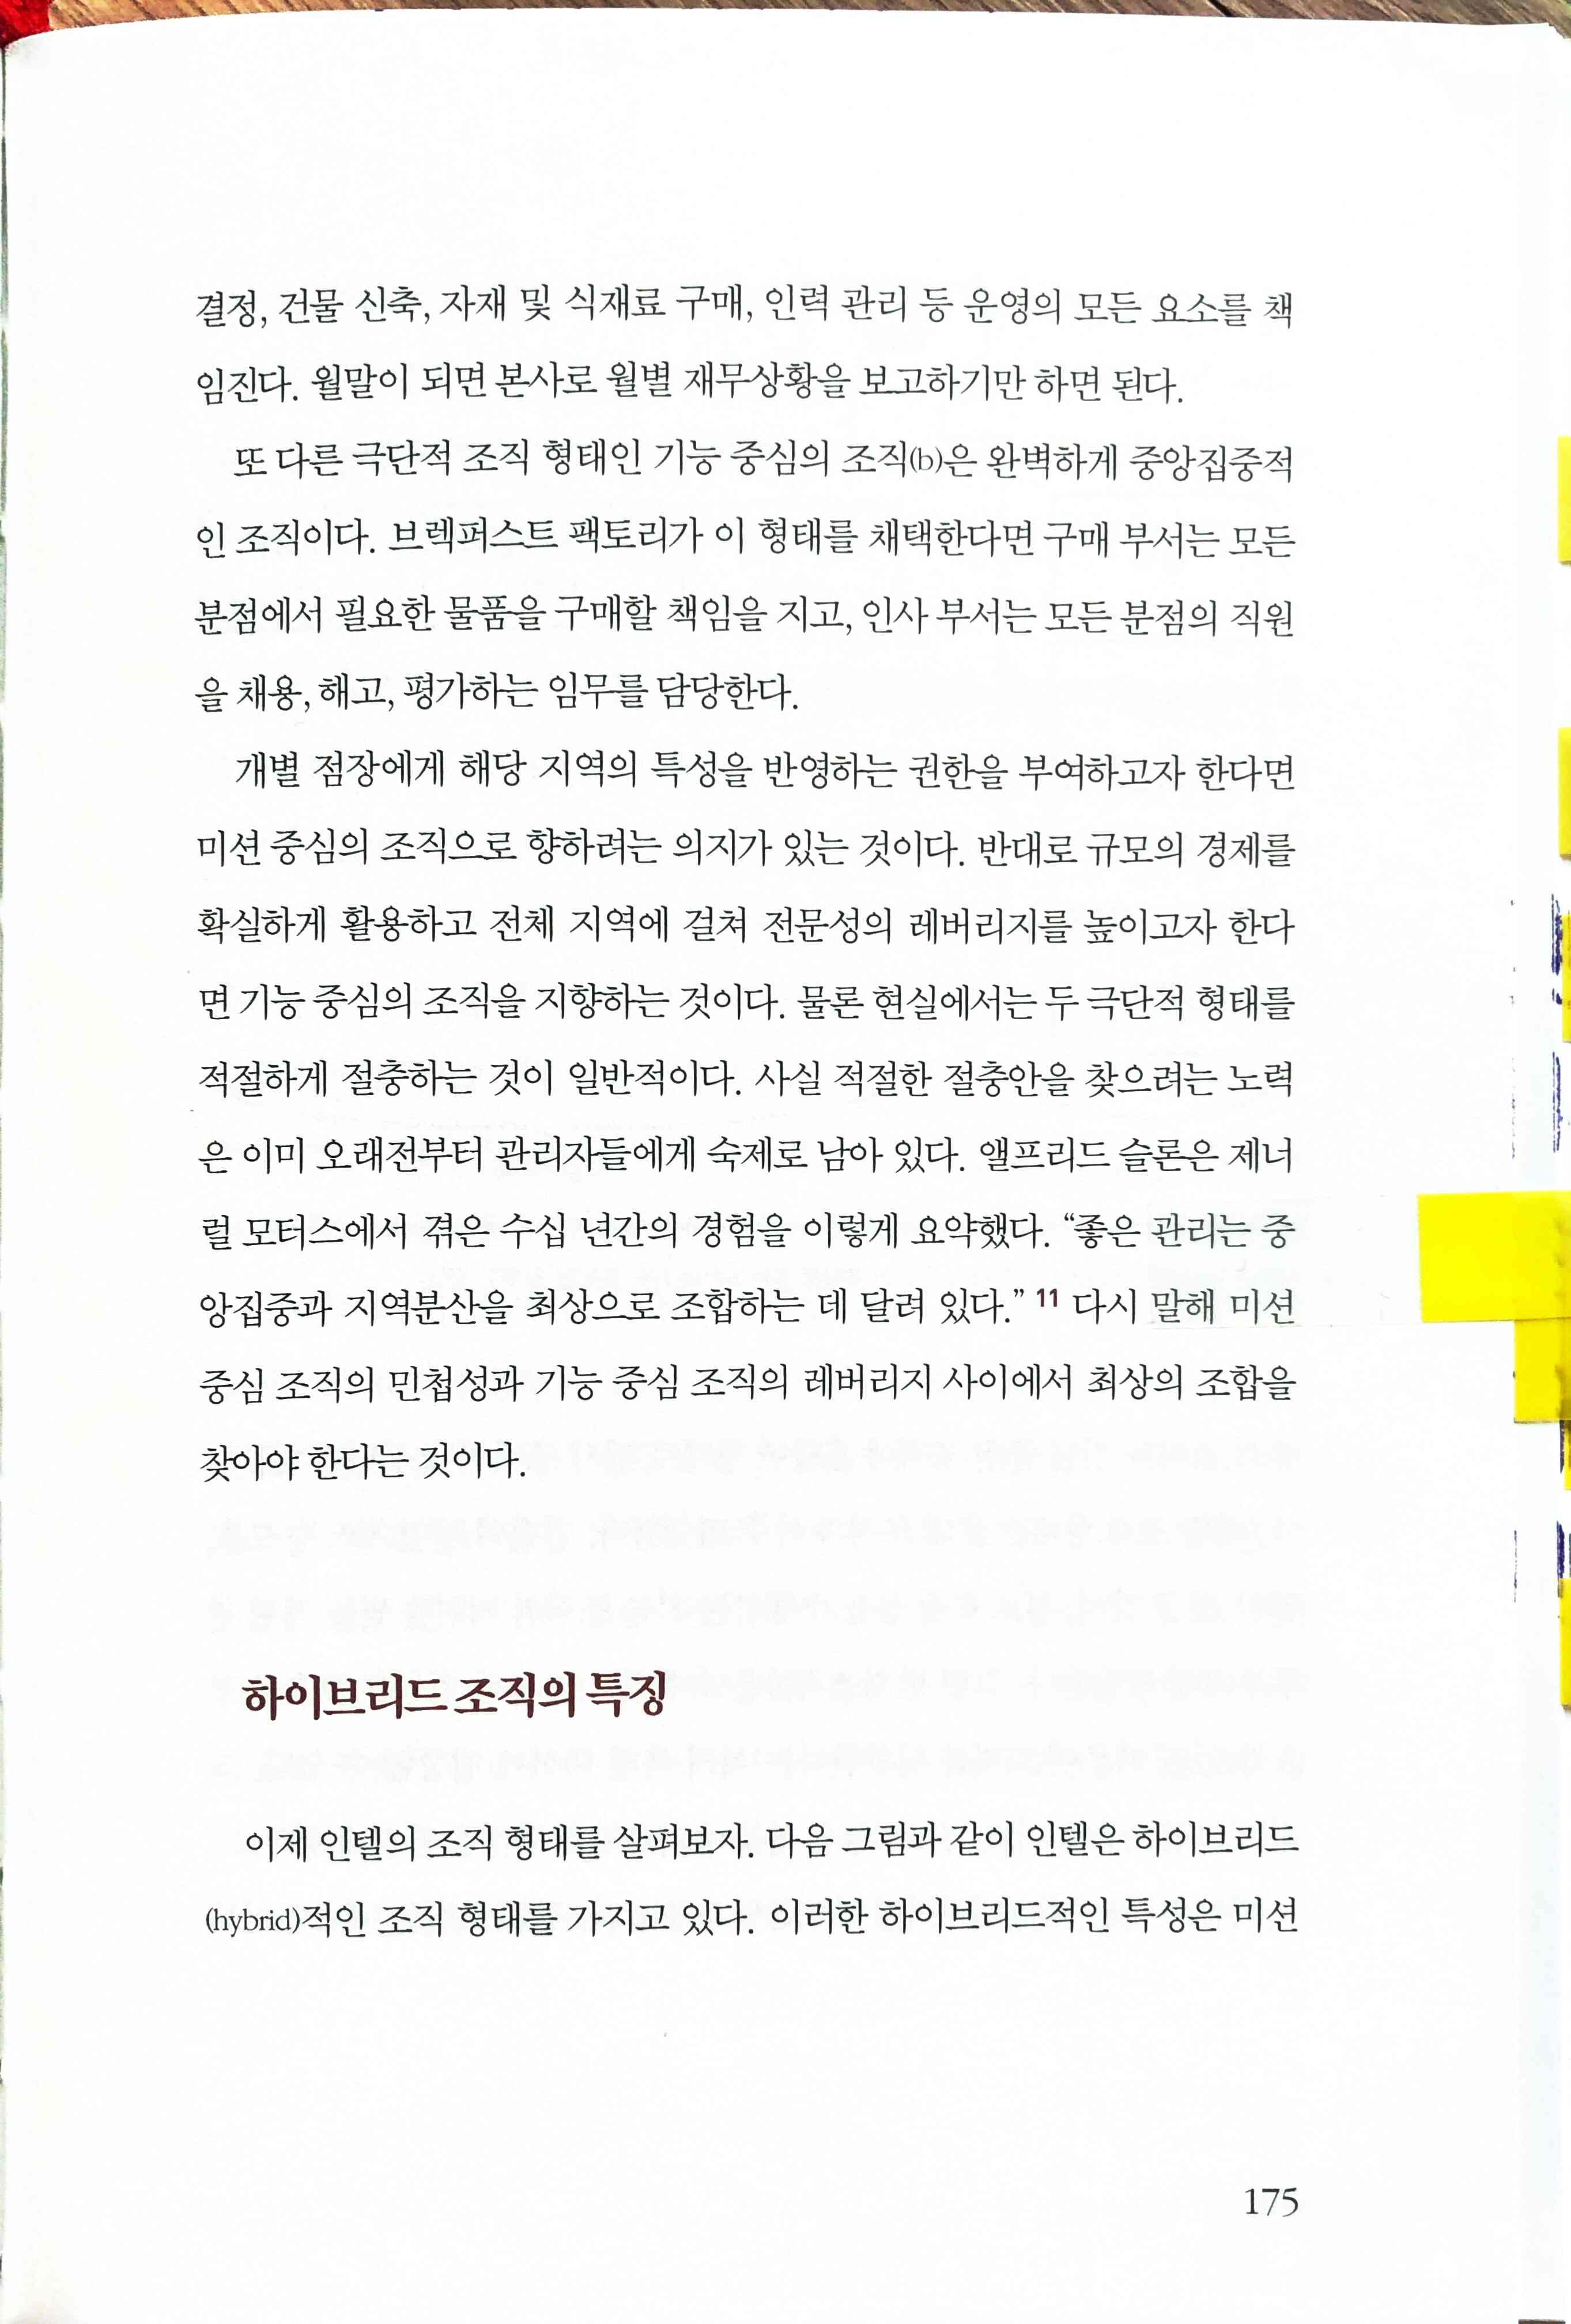 결정, 건물 신축, 자재 및 식재료 구매, 인력 관리 등 운영의 모든 요소를 책
임진다. 월말이 되면 본사로 월별 재무상황을 보고하기만 하면 된다.
또 다른 극단적 조직 형태인 기능 중심의 조직(b)은 완벽하게 중앙집중적
인 조직이다. 브렉퍼스트 팩토리가 이 형태를 채택한다면 구매 부서는 모든
분점에서 필요한 물품을 구매할 책임을 지고, 인사 부서는 모든 분점의 직원
을 채용, 해고, 평가하는 임무를 담당한다.
개별 점장에게 해당 지역의 특성을 반영하는 권한을 부여하고자 한다면
미션 중심의 조직으로 향하려는 의지가 있는 것이다. 반대로 규모의 경제를
확실하게 활용하고 전체 지역에 걸쳐 전문성의 레버리지를 높이고자 한다
면 기능 중심의 조직을 지향하는 것이다. 물론 현실에서는 두 극단적 형태를
적절하게 절충하는 것이 일반적이다. 사실 적절한 절충안을 찾으려는 노력
은 이미 오래전부터 관리자들에게 숙제로 남아 있다. 앨프리드 슬론은 제너
럴 모터스에서 겪은 수십 년간의 경험을 이렇게 요약했다. “좋은 관리는 중
앙집중과 지역분산을 최상으로 조합하는 데 달려 있다.” 11 다시 말해 미션
중심 조직의 민첩성과 기능 중심 조직의 레버리지 사이에서 최상의 조합을
찾아야 한다는 것이다.
하이브리드 조직의 특징
이제 인텔의 조직 형태를 살펴보자. 다음 그림과 같이 인텔은 하이브리드
(hybrid)적인 조직 형태를 가지고 있다. 이러한 하이브리드적인 특성은 미션
175